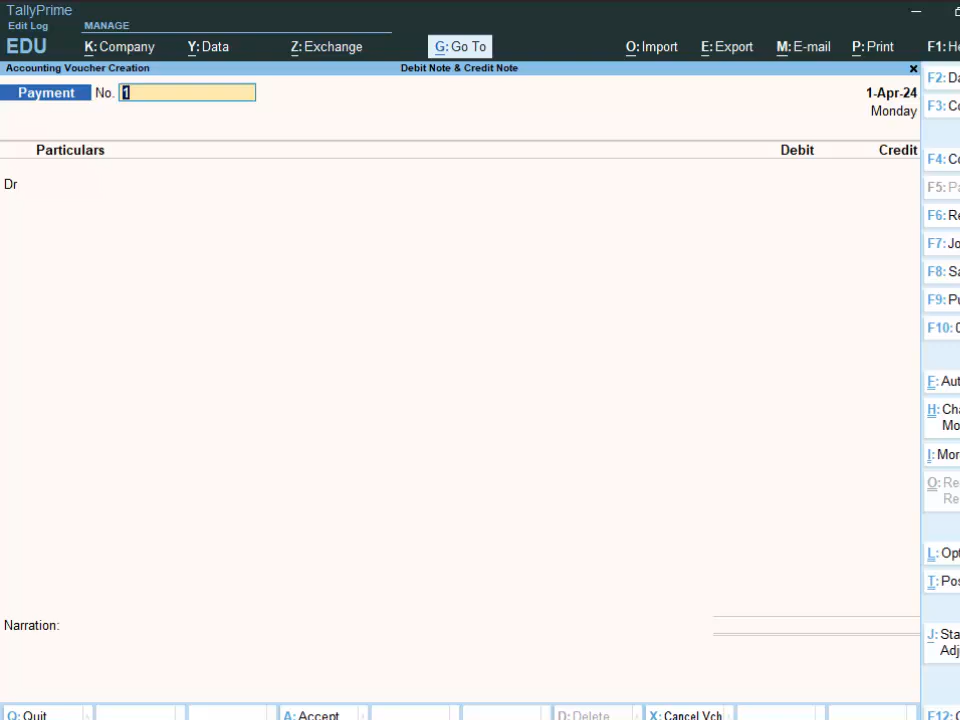 TallyPrime
Edit Log
MANAGE
EDU
K: Company
Y: Data
Z: Exchange
G: Go To
O: Import
E: Export
M: E-mail
P: Print
F1: He
Accounting Voucher Creation
Debit Note & Credit Note
Payment
No. 1
1-Apr-24
Monday
Particulars
Debit
Credit
Dr
Narration:
F2: Da
F3: Co
F4: Co
F5: Pa
F6: Re
F7: Jo
F8: Sa
F9: Pu
F10:
F: Aut
H: Cha
Mo
I: Mor
O: Re
Re
L: Opt
T: Pos
J: Sta
Adj
Q: Quit
A: Accept
D: Delete
X: Cancel Vch
F12: